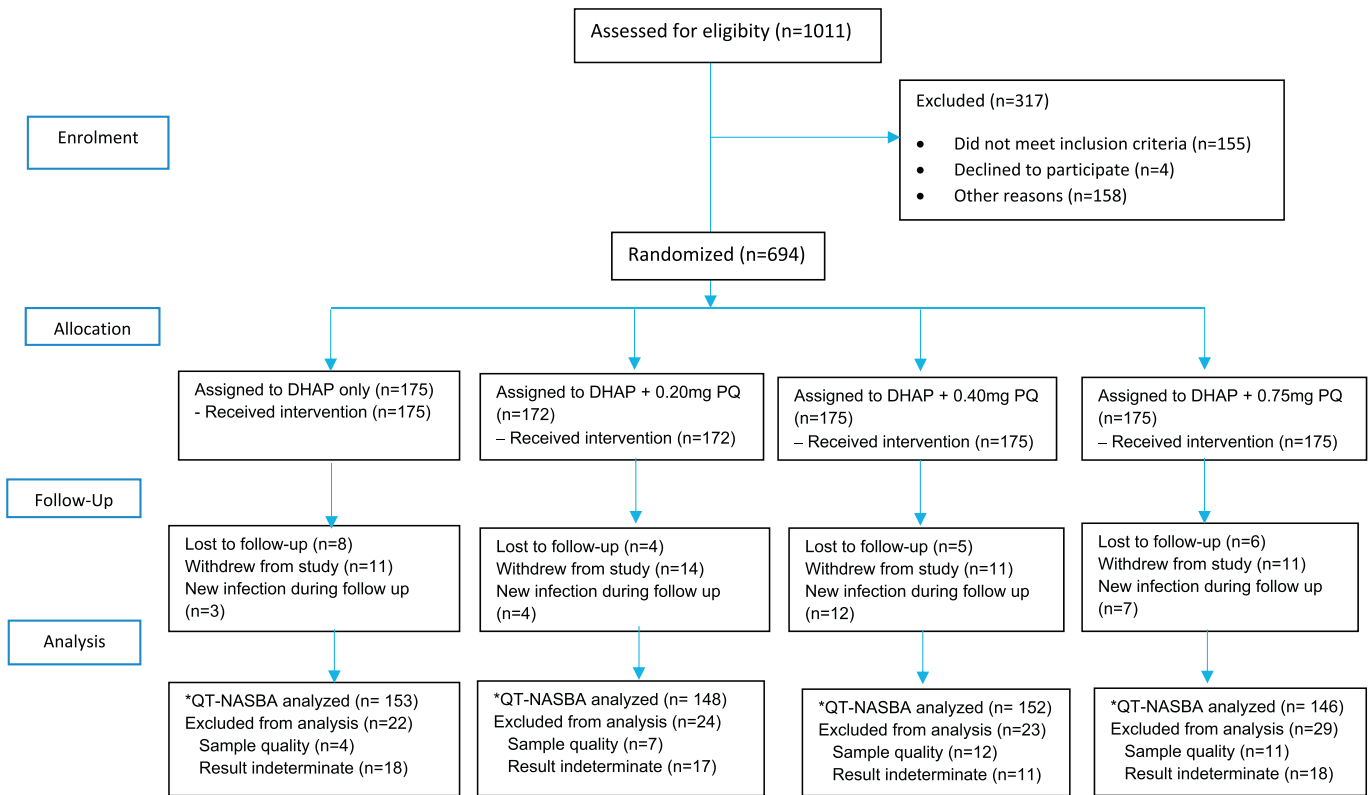 Assessed for eligibity (n=1011)
Enrolment
Excluded (n=317)
• Did not meet inclusion criteria (n=155)
• Declined to participate (n=4)
• Other reasons (n=158)
Randomized (n=694)
Allocation
Assigned to DHAP only (n=175)
- Received intervention (n=175)
Assigned to DHAP + 0.20mg PQ
(n=172)
– Received intervention (n=172)
Assigned to DHAP + 0.40mg PQ
(n=175)
– Received intervention (n=175)
Assigned to DHAP + 0.75mg PQ
(n=175)
– Received intervention (n=175)
Follow-Up
Lost to follow-up (n=8)
Withdrew from study (n=11)
New infection during follow up
(n=3)
Lost to follow-up (n=4)
Withdrew from study (n=14)
New infection during follow up
(n=4)
Lost to follow-up (n=5)
Withdrew from study (n=11)
New infection during follow up
(n=12)
Lost to follow-up (n=6)
Withdrew from study (n=11)
New infection during follow up
(n=7)
Analysis
*QT-NASBA analyzed (n= 153)
Excluded from analysis (n=22)
Sample quality (n=4)
Result indeterminate (n=18)
*QT-NASBA analyzed (n= 148)
Excluded from analysis (n=24)
Sample quality (n=7)
Result indeterminate (n=17)
*QT-NASBA analyzed (n= 152)
Excluded from analysis (n=23)
Sample quality (n=12)
Result indeterminate (n=11)
*QT-NASBA analyzed (n= 146)
Excluded from analysis (n=29)
Sample quality (n=11)
Result indeterminate (n=18)